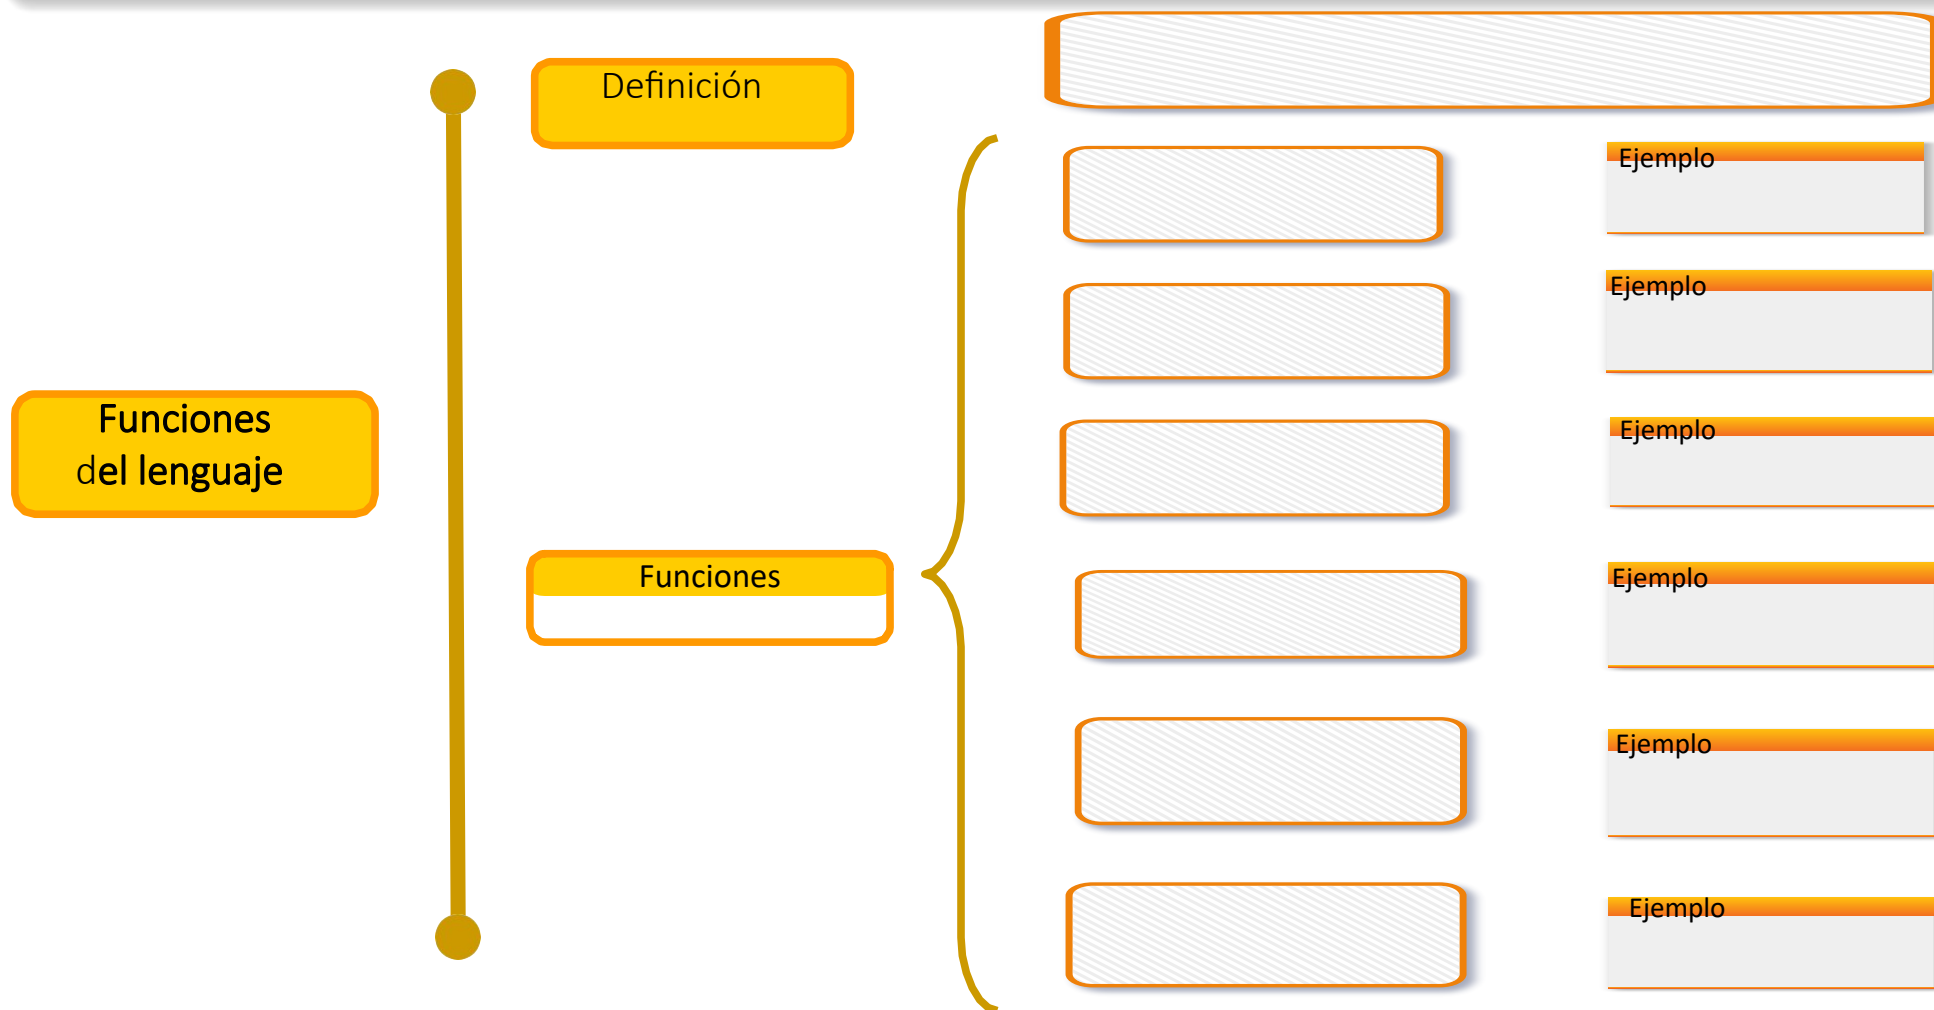 Definición
Ejemplo
Ejemplo
Funciones
del lenguaje
Ejemplo
Funciones
Ejemplo
Ejemplo
Ejemplo